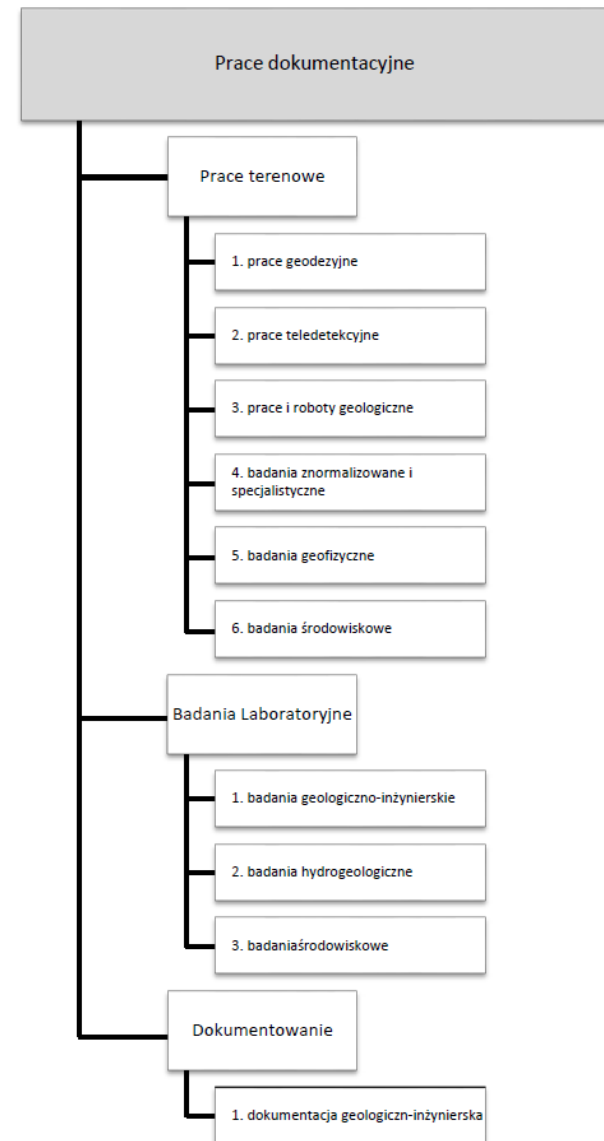 Prace dokumentacyjne
Prace terenowe
1. prace geodezyjne
2. prace teledetekcyjne
3. prace i roboty geologiczne
4. badania znormalizowane i
specjalistyczne
5. badania geofizyczne
6. badania środowiskowe
Badania Laboratoryjne
1. badania geologiczno-inżynierskie
2. badania hydrogeologiczne
3. badaniaśrodowiskowe
Dokumentowanie
1. dokumentacja geologiczn-inżynierska